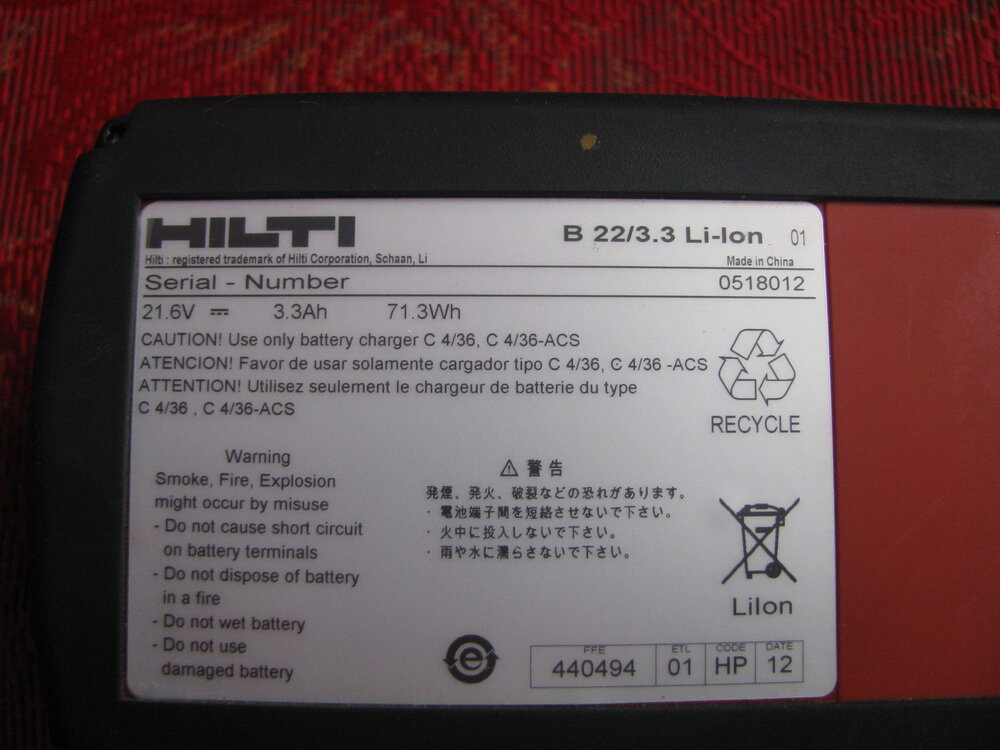 HILTI
B 22/3.3 Li-Ion 01
Hilti : registered trademark of Hilti Corporation, Schaan, Li
Made in China
Serial - Number 0518012
21.6V ⎓ 3.3Ah 71.3Wh
CAUTION! Use only battery charger C 4/36, C 4/36-ACS
ATENCION! Favor de usar solamente cargador tipo C 4/36, C 4/36 -ACS
ATTENTION! Utilisez seulement le chargeur de batterie du type
C 4/36 , C 4/36-ACS
RECYCLE
Warning
Smoke, Fire, Explosion
might occur by misuse
- Do not cause short circuit
on battery terminals
- Do not dispose of battery
in a fire
- Do not wet battery
- Do not use
damaged battery
⚠ 警告
発煙、発火、破裂などの恐れがあります。
・電池端子間を短絡させないで下さい。
・火中に投入しないで下さい。
・雨や水に濡らさないで下さい。
LiIon
e
FFE ETL CODE DATE
440494 01 HP 12